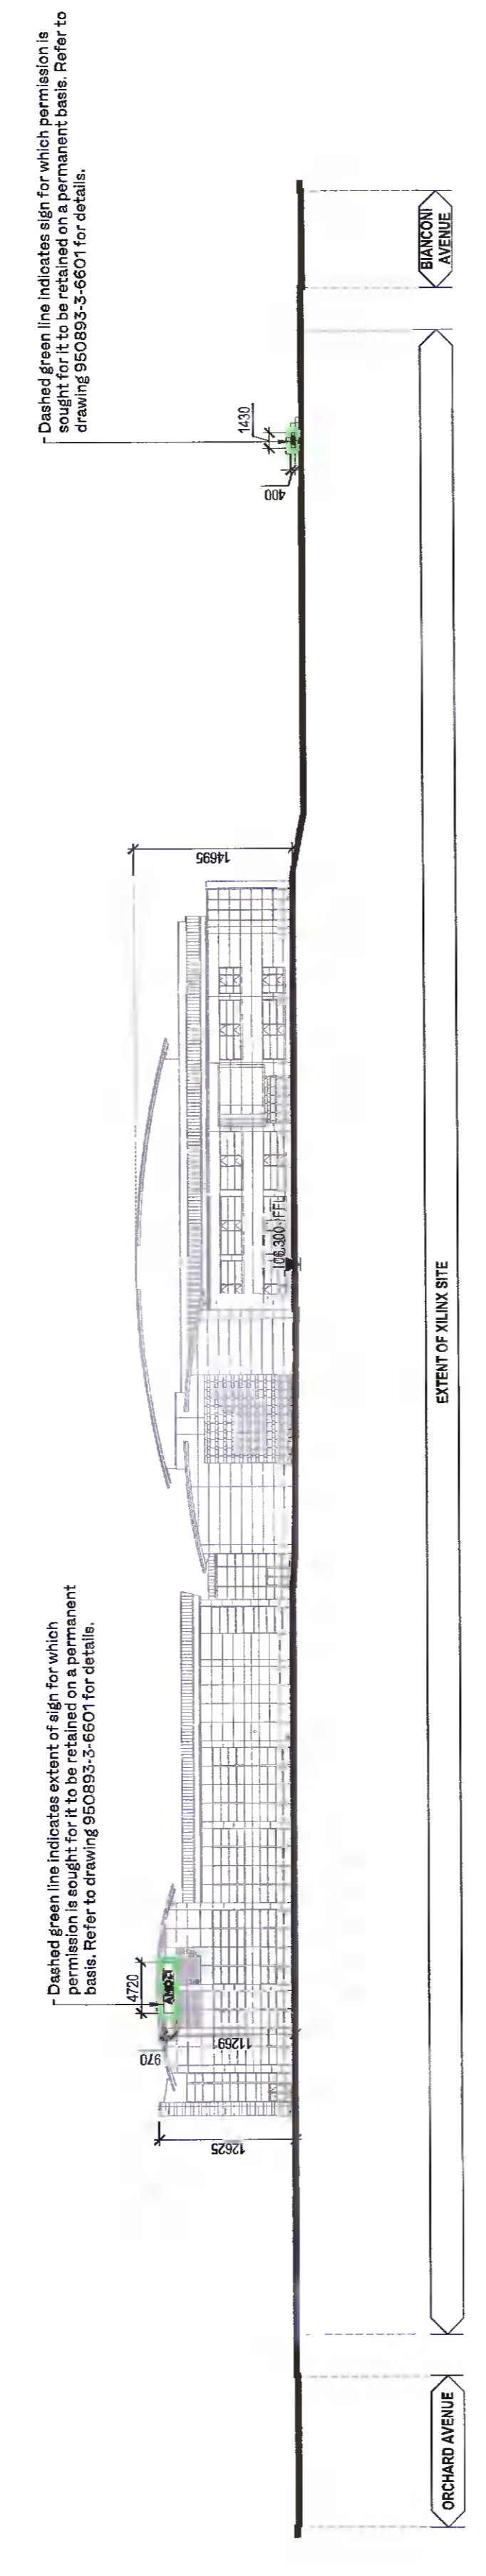 Dashed green line indicates extent of sign for which
permission is sought for it to be retained on a permanent
basis. Refer to drawing 950893-3-6601 for details.
4720
AMD
970
11269
12625
Dashed green line indicates sign for which permission is
sought for it to be retained on a permanent basis. Refer to
drawing 950893-3-6601 for details.
1430
400
14695
106.300 FFL
ORCHARD AVENUE
EXTENT OF XILINX SITE
BIANCONI
AVENUE